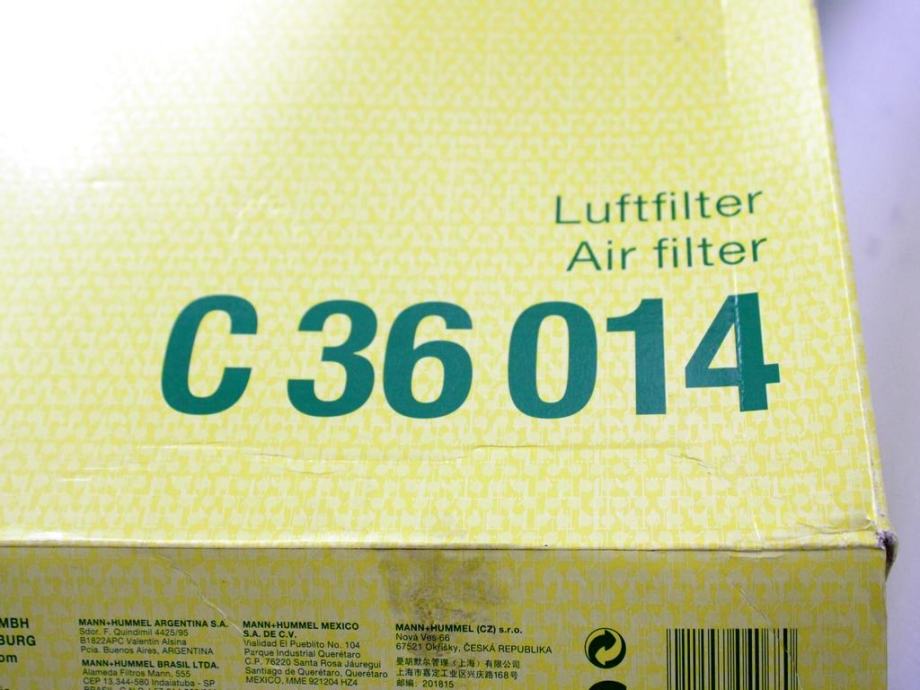 Luftfilter
Air filter
C 36 014
MBH
BURG
om
MANN+HUMMEL ARGENTINA S.A.
Sdor. F. Quindimil 4425/95
B1822APC Valentín Alsina
Pcia. Buenos Aires, ARGENTINA
MANN+HUMMEL BRASIL LTDA.
Alameda Filtros Mann, 555
CEP 13.344-580 Indaiatuba - SP
MANN+HUMMEL MEXICO
S.A. DE C.V.
Vialidad El Pueblito No. 104
Parque Industrial Querétaro
C.P. 76220 Santa Rosa Jáuregui
Santiago de Querétaro, Querétaro
MEXICO, MME 921204 HZ4
MANN+HUMMEL (CZ) s.r.o.
Nová Ves 66
67521 Okříšky, ČESKÁ REPUBLIKA
曼胡默尔管理（上海）有限公司
上海市嘉定工业区兴庆路168号
邮编: 201815